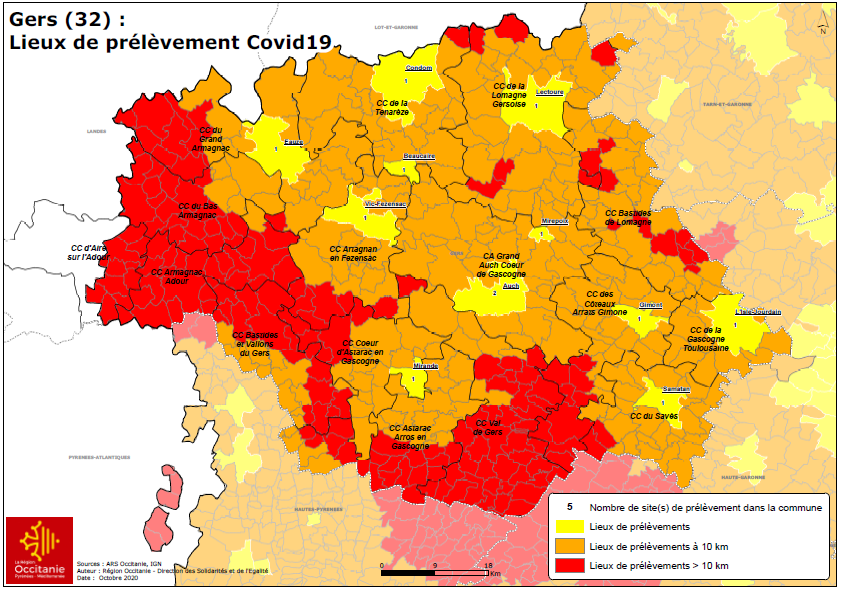 Gers (32) :
Lieux de prélèvement Covid19
LOT-ET-GARONNE
N
Condom
1
CC de la
Ténarèze
CC de la
Lomagne
Gersoise
Lectoure
1
TARN-ET-GARONNE
LANDES
CC du
Grand
Armagnac
Eauze
1
Beaucaire
1
CC du Bas
Armagnac
Vic-Fezensac
1
Mirepoix
1
CC Bastides
de Lomagne
CC d'Aire
sur l'Adour
CC Artagnan
en Fezensac
GERS
CA Grand
Auch Coeur
de Gascogne
CC Armagnac
Adour
Auch
2
CC des
Côteaux
Arrats Gimone
Gimont
1
L'Isle-Jourdain
1
CC de la
Gascogne
Toulousaine
CC Bastides
et Vallons
du Gers
CC Coeur
d'Astarac en
Gascogne
Mirande
1
Samatan
1
CC du Savès
CC Astarac
Arros en
Gascogne
CC Val
de Gers
PYRENEES-ATLANTIQUES
HAUTES-PYRENEES
HAUTE-GARONNE
5 Nombre de site(s) de prélèvement dans la commune
Lieux de prélèvements
Lieux de prélèvements à 10 km
Lieux de prélèvements > 10 km
La Région
Occitanie
Pyrénées - Méditerranée
Sources : ARS Occitanie, IGN
Auteur : Région Occitanie - Direction des Solidarités et de l'Egalité
Date : Octobre 2020
0 9 18
Km